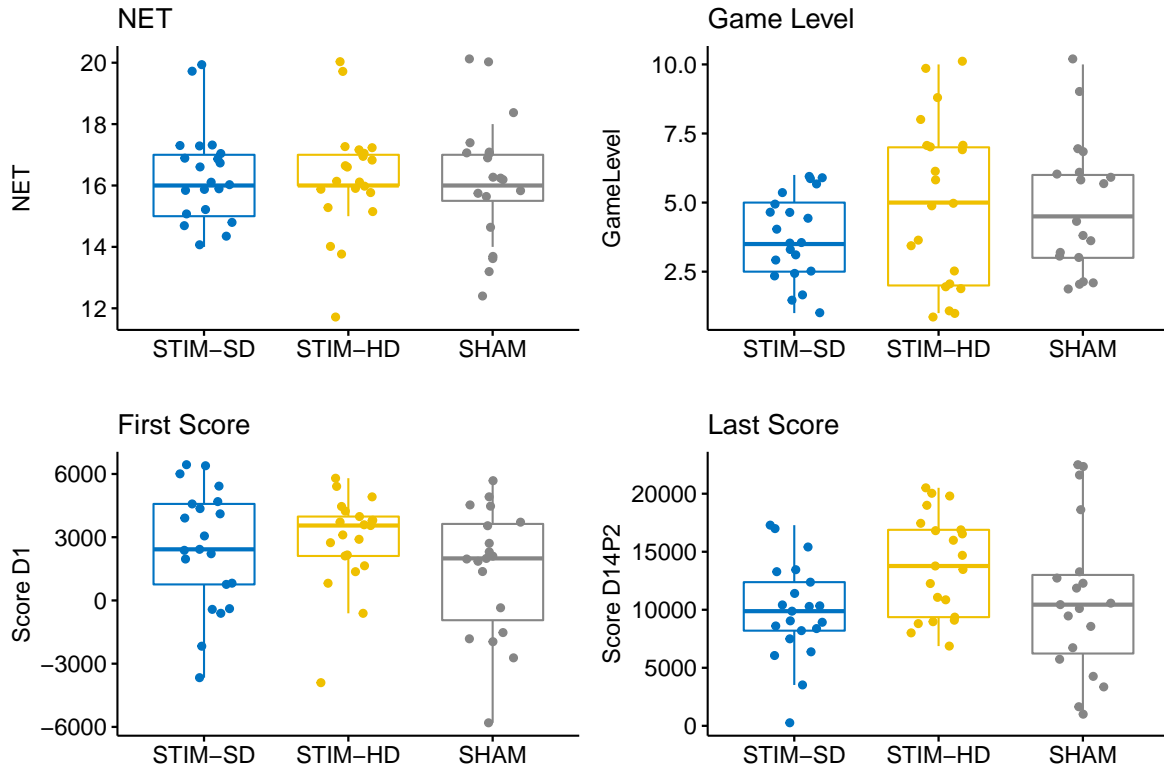 NET
NET
20
18
16
14
12
STIM−SD STIM−HD SHAM
Game Level
GameLevel
10.0
7.5
5.0
2.5
STIM−SD STIM−HD SHAM
First Score
Score D1
6000
3000
0
−3000
−6000
STIM−SD STIM−HD SHAM
Last Score
Score D14P2
20000
15000
10000
5000
0
STIM−SD STIM−HD SHAM